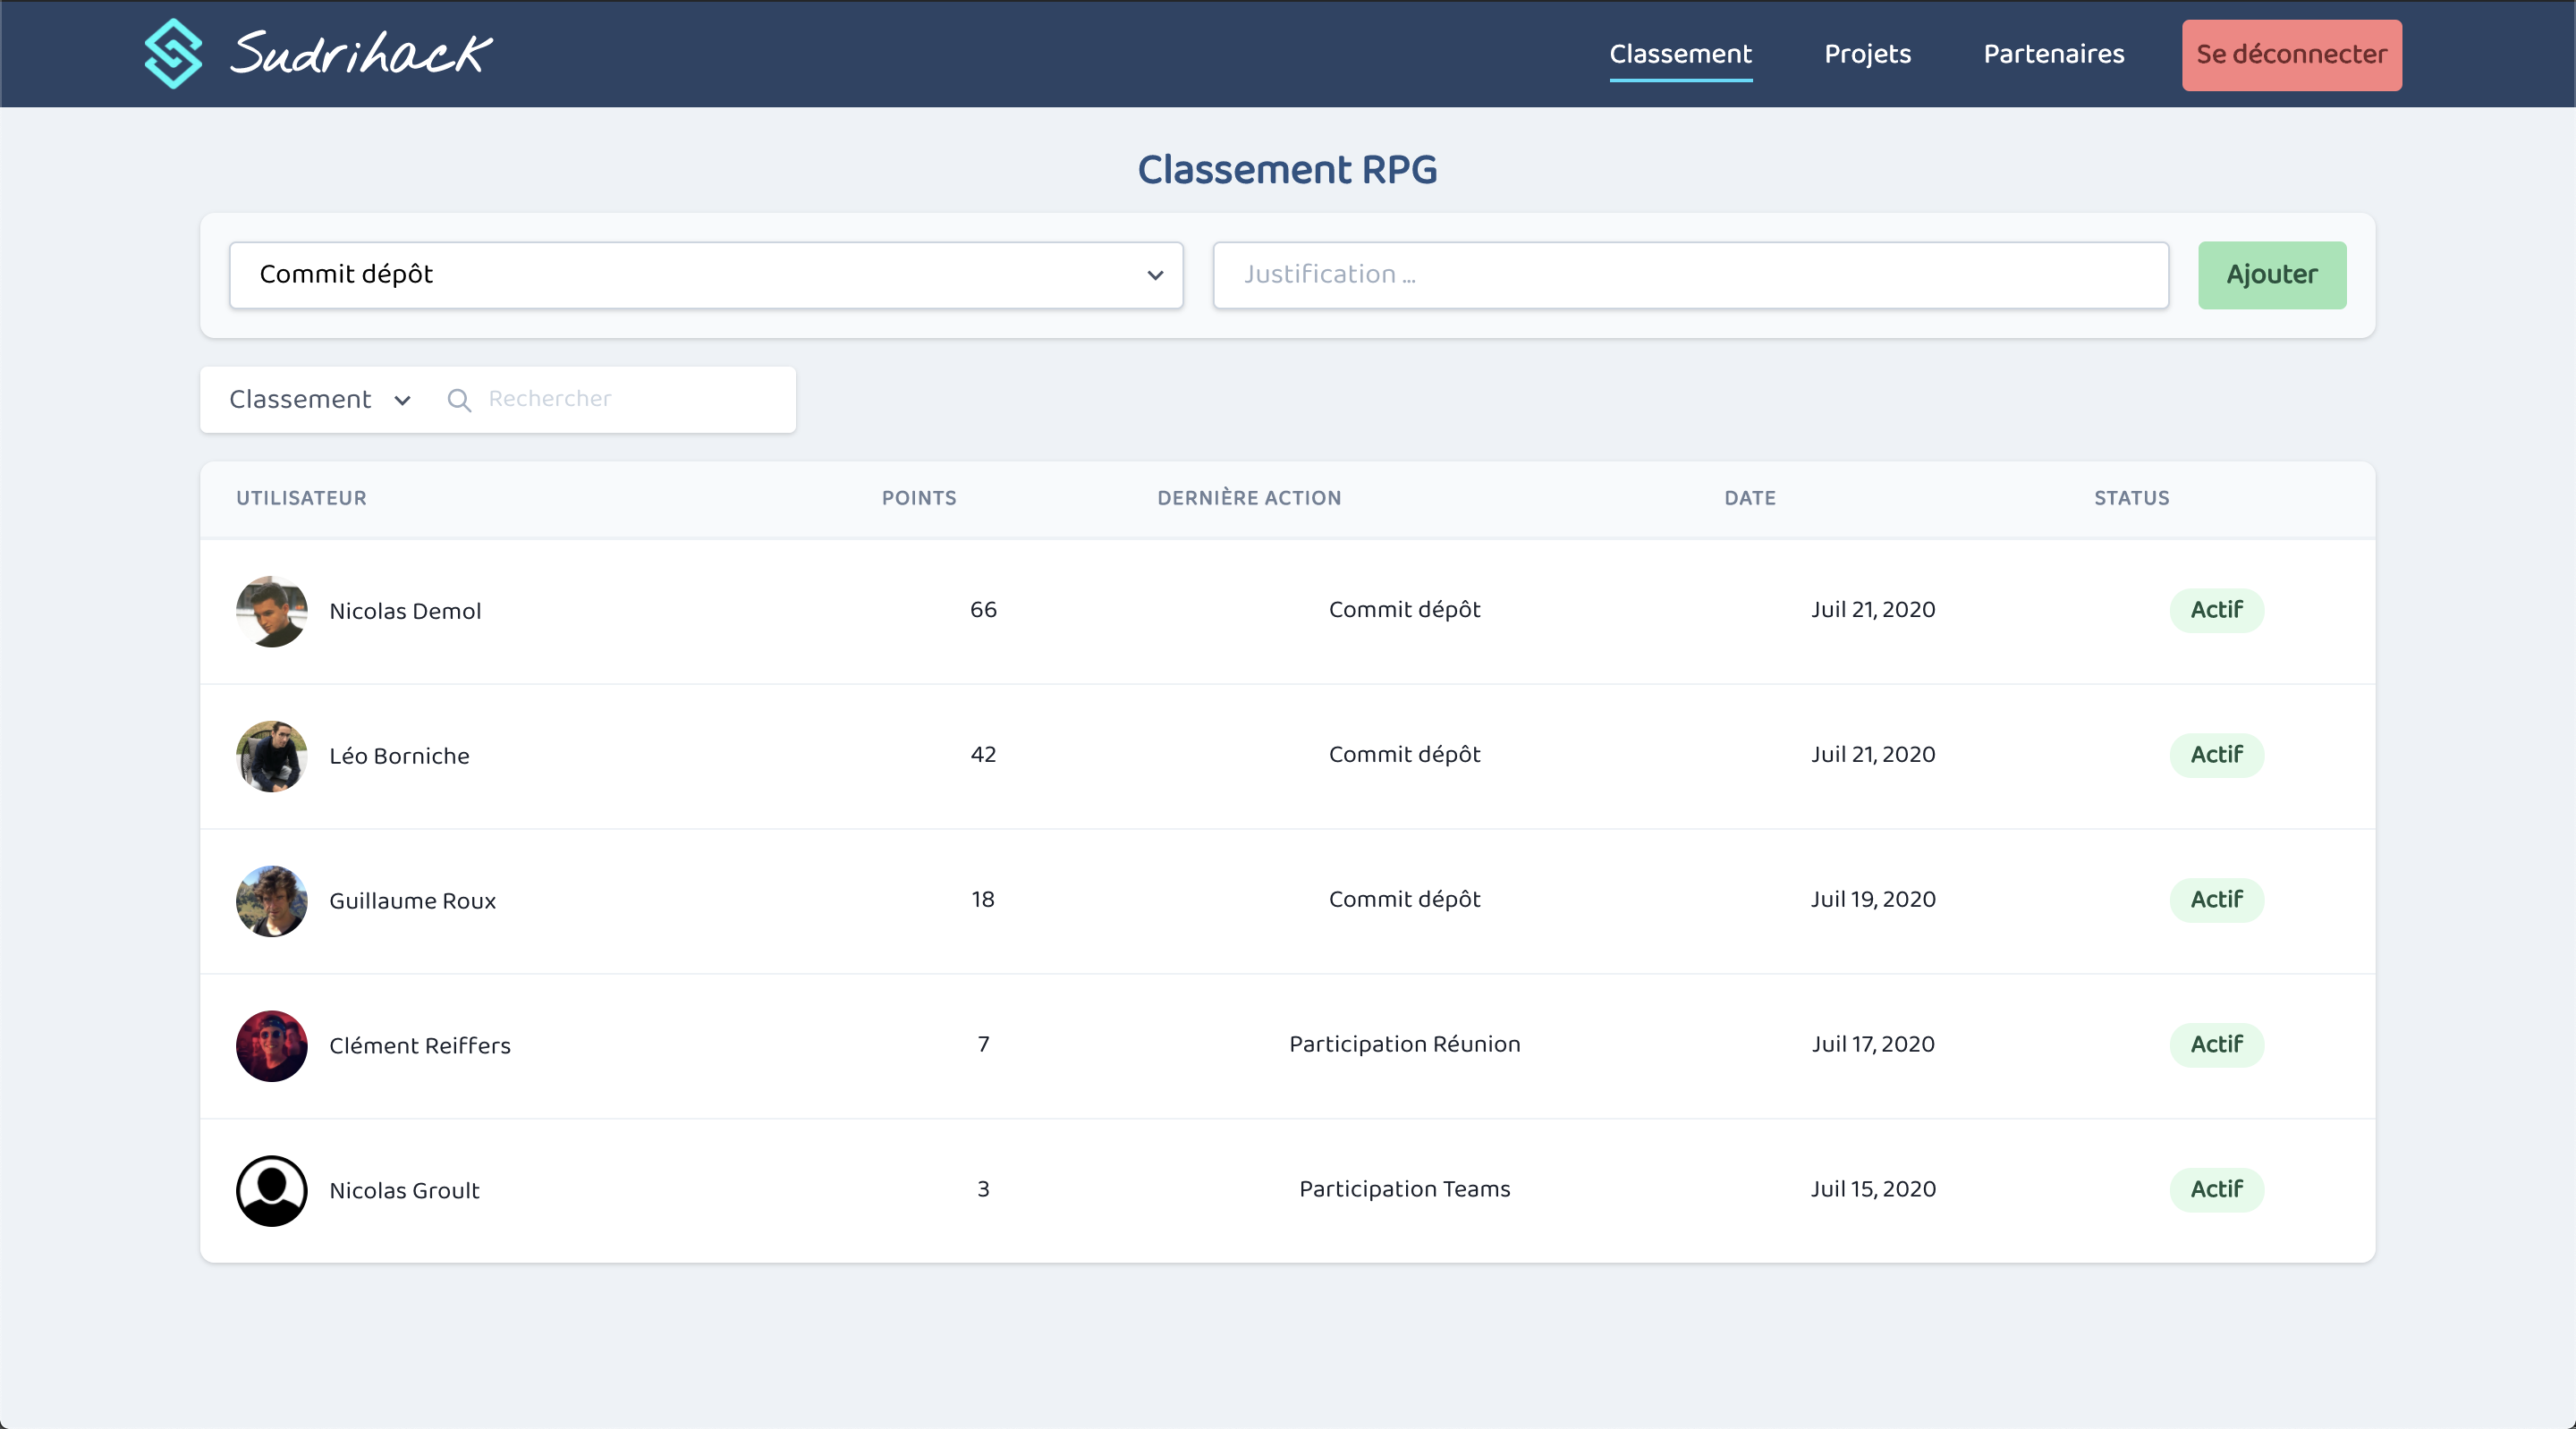 Sudrihack
Classement Projets Partenaires Se déconnecter
Classement RPG
Commit dépôt Justification ... Ajouter
Classement Rechercher
UTILISATEUR POINTS DERNIÈRE ACTION DATE STATUS
Nicolas Demol 66 Commit dépôt Juil 21, 2020 Actif
Léo Borniche 42 Commit dépôt Juil 21, 2020 Actif
Guillaume Roux 18 Commit dépôt Juil 19, 2020 Actif
Clément Reiffers 7 Participation Réunion Juil 17, 2020 Actif
Nicolas Groult 3 Participation Teams Juil 15, 2020 Actif